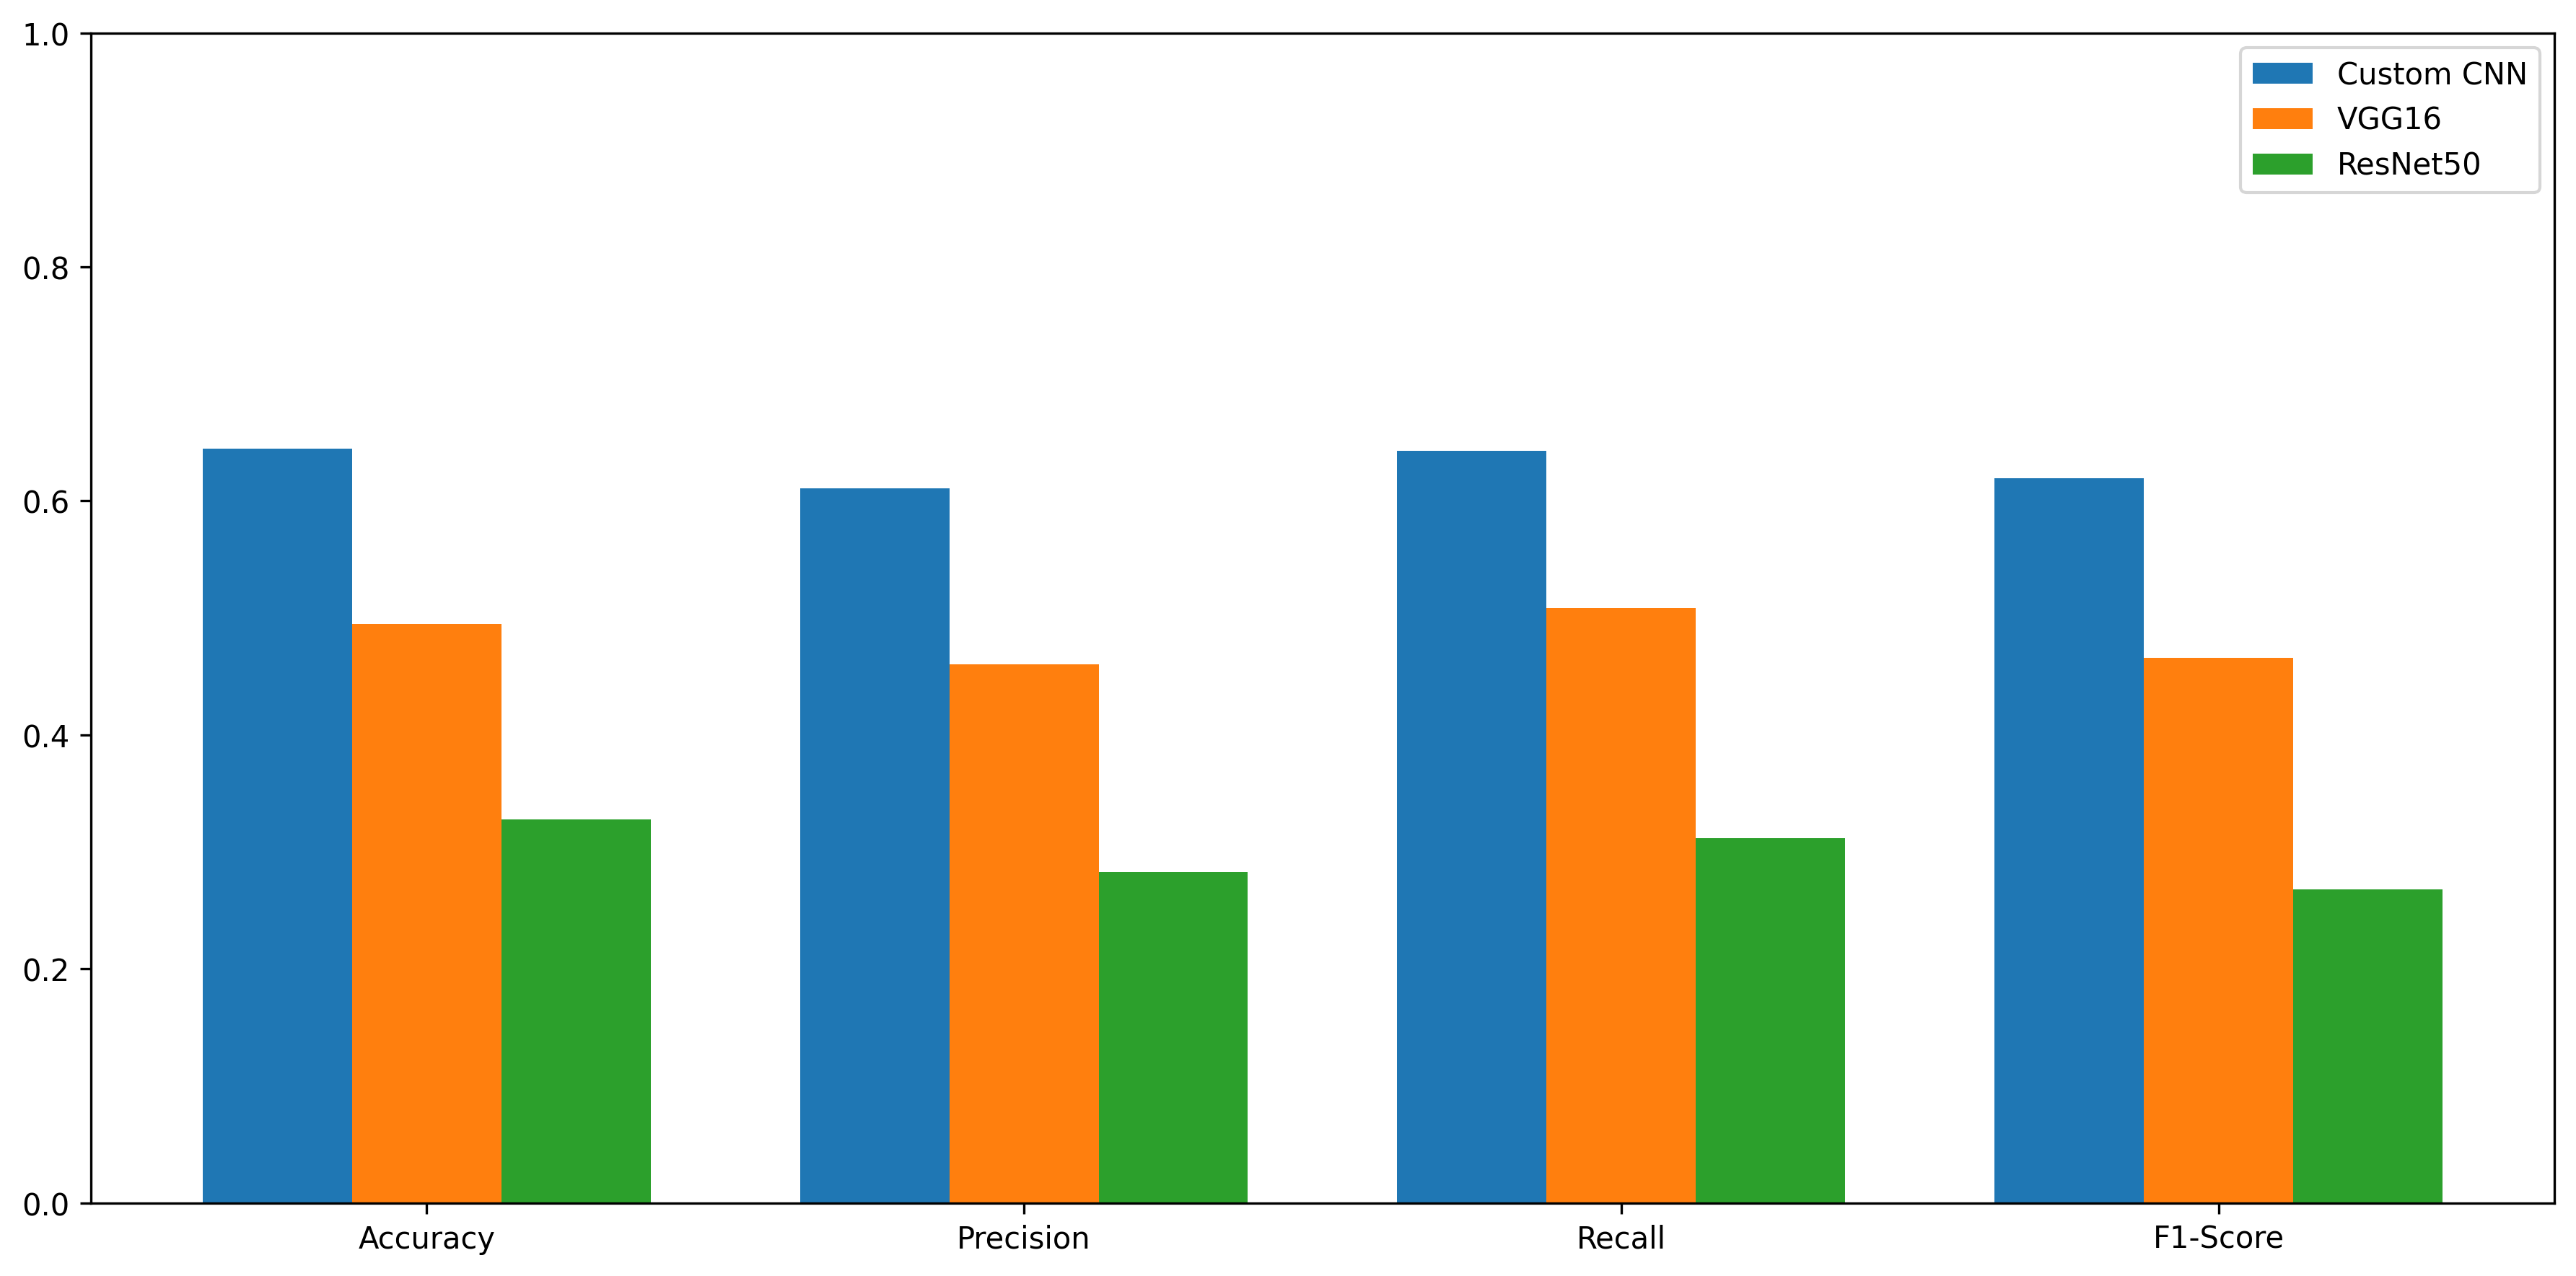 1.0
0.8
0.6
0.4
0.2
0.0
Custom CNN
VGG16
ResNet50
Accuracy
Precision
Recall
F1-Score